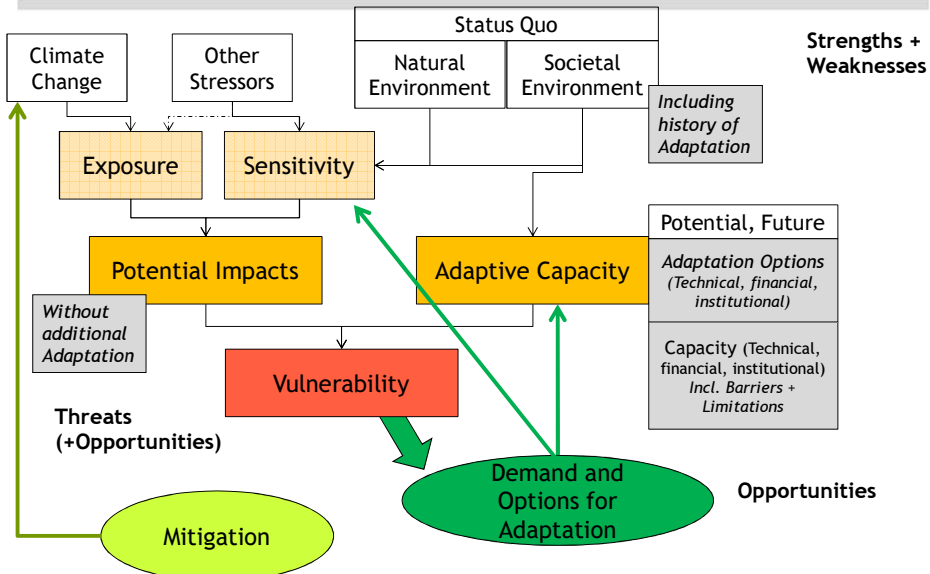 Status Quo
Strengths +
Weaknesses
Climate
Change
Other
Stressors
Natural
Environment
Societal
Environment
Including
history of
Adaptation
Exposure
Sensitivity
Potential, Future
Adaptation Options
(Technical, financial,
institutional)
Potential Impacts
Adaptive Capacity
Without
additional
Adaptation
Capacity (Technical,
financial, institutional)
Incl. Barriers +
Limitations
Vulnerability
Threats
(+Opportunities)
Demand and
Options for
Adaptation
Opportunities
Mitigation